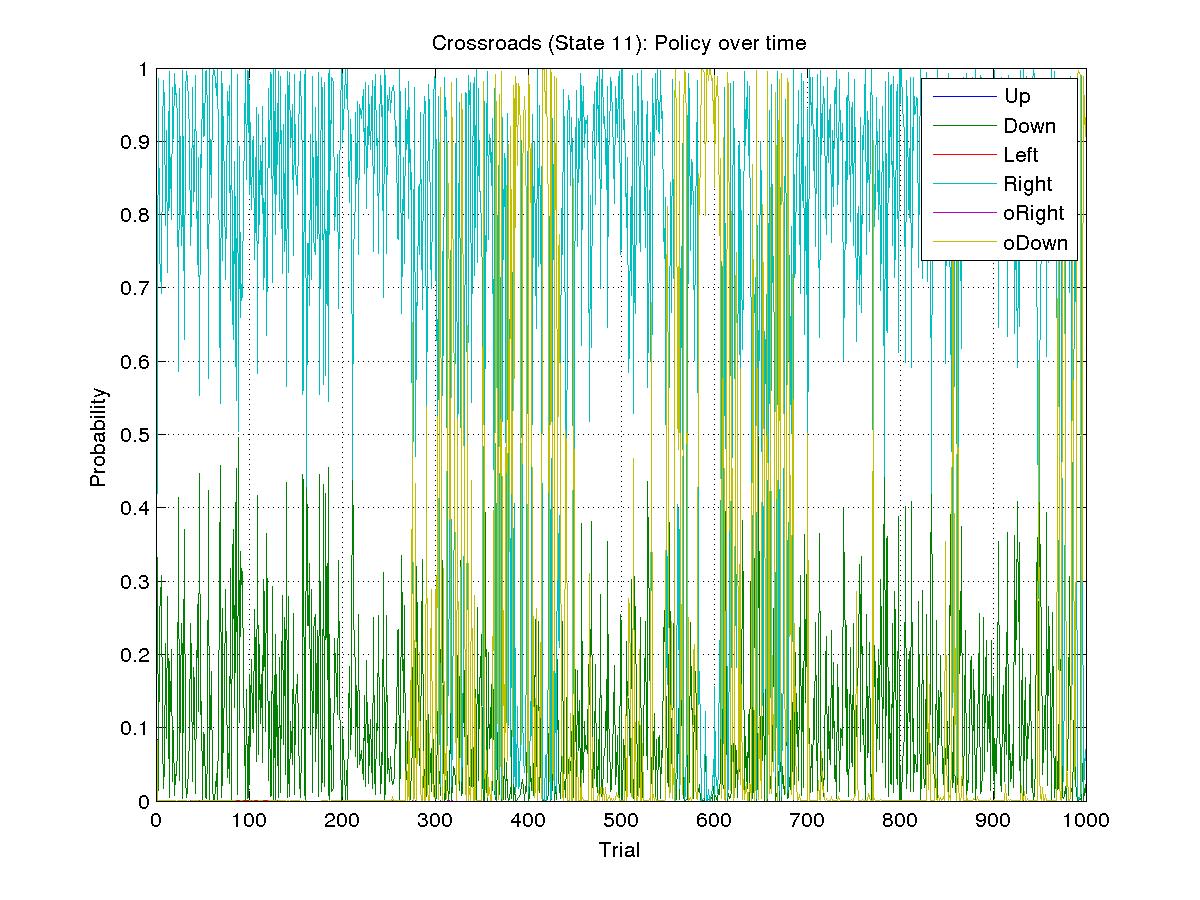 Crossroads (State 11): Policy over time
1
0.9
0.8
0.7
0.6
0.5
0.4
0.3
0.2
0.1
0
Probability
Up
Down
Left
Right
oRight
oDown
0 100 200 300 400 500 600 700 800 900 1000
Trial